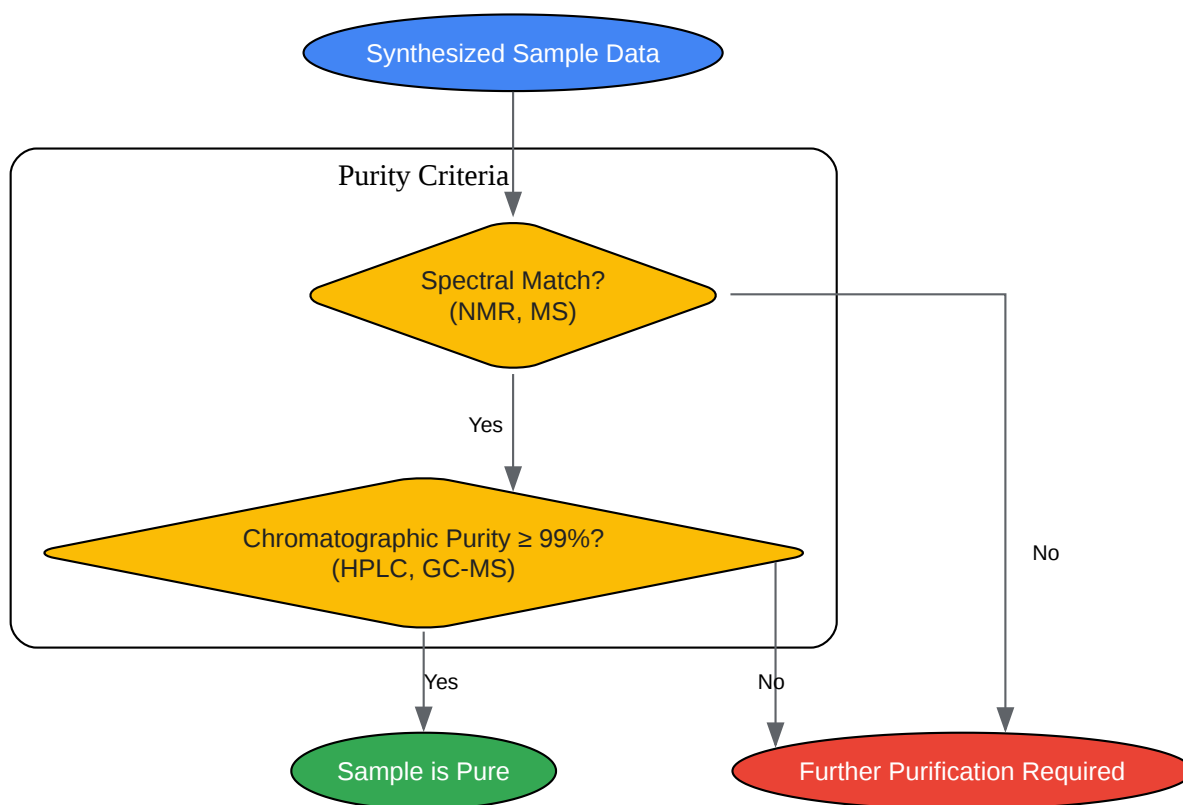 Synthesized Sample Data
Purity Criteria
Spectral Match?
(NMR, MS)
Yes
Chromatographic Purity ≥ 99%?
(HPLC, GC-MS)
No
Yes
No
Sample is Pure
Further Purification Required